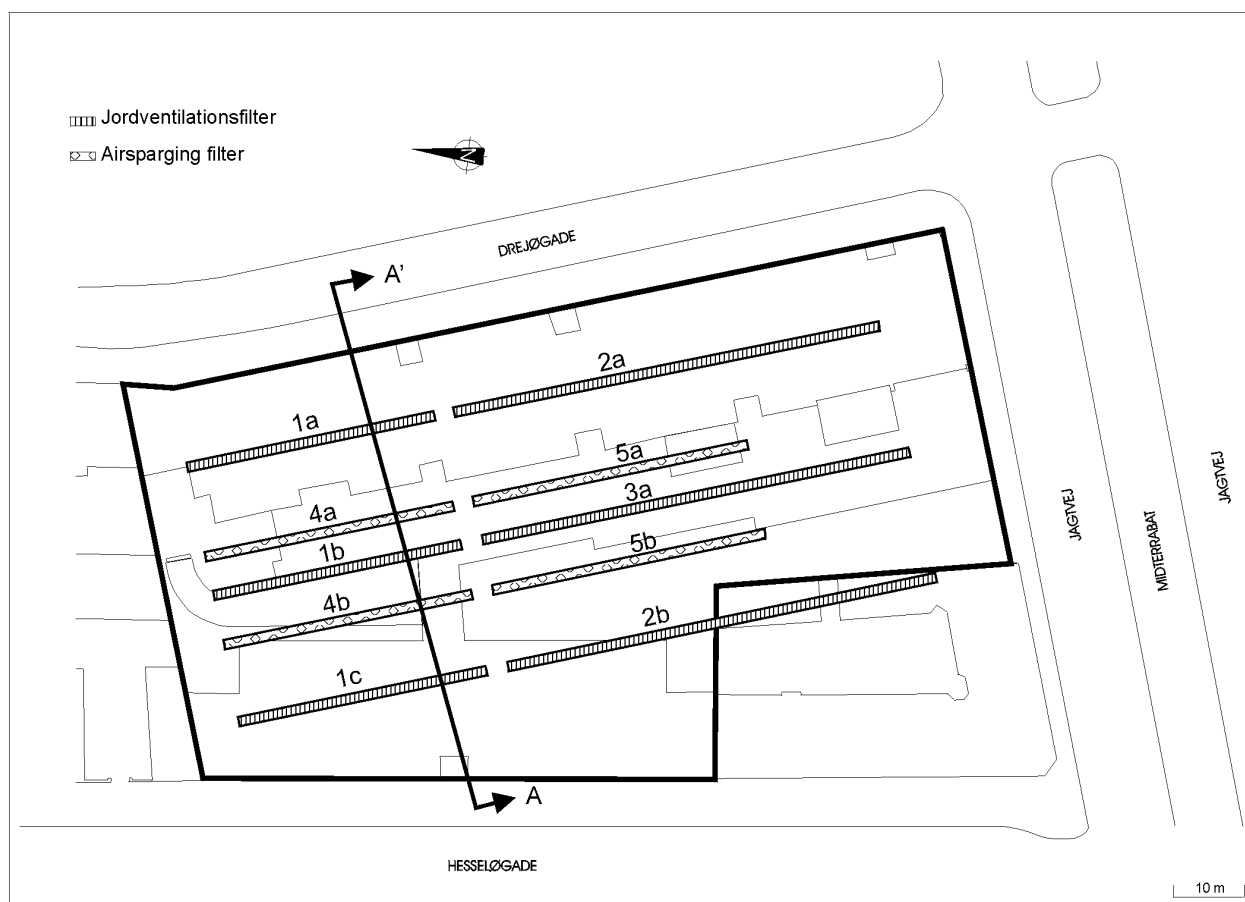 Jordventilationsfilter
Airsparging filter
N
DREJØGADE
A'
2a
1a
5a
4a
3a
1b
5b
4b
2b
1c
A
JAGTVEJ
MIDTERRABAT
JAGTVEJ
HESSELØGADE
10 m